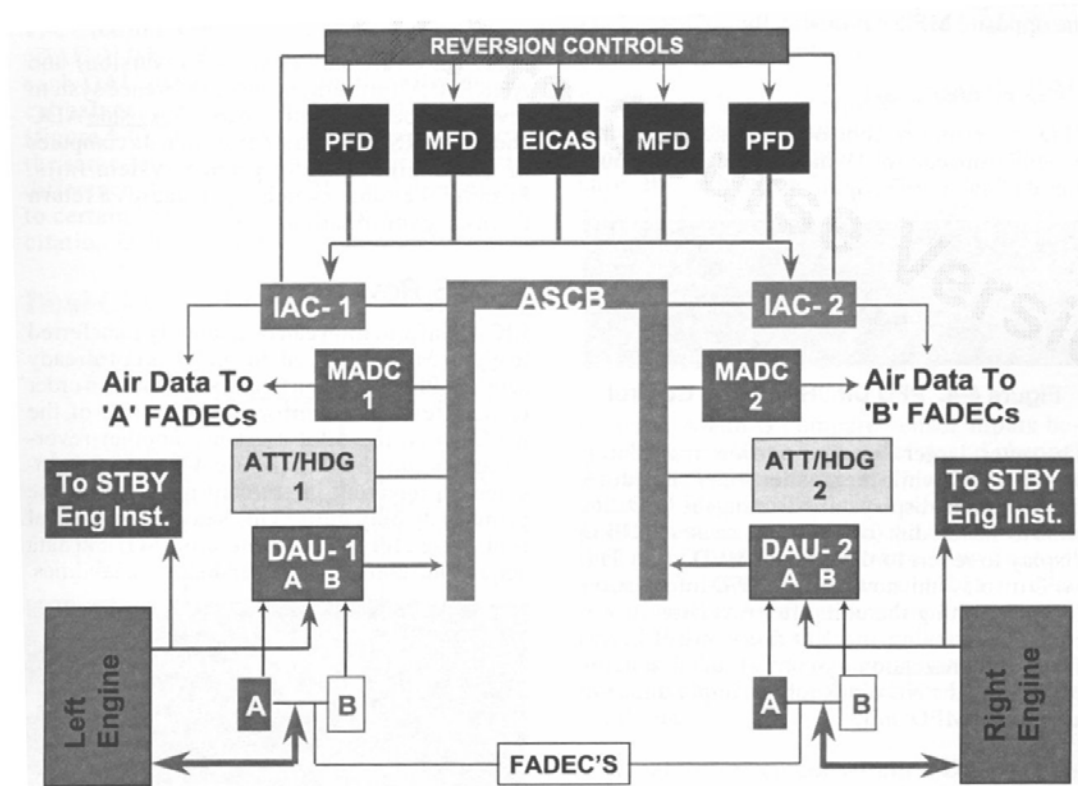 REVERSION CONTROLS
PFD
MFD
EICAS
MFD
PFD
IAC- 1
ASCB
IAC- 2
MADC
1
MADC
2
Air Data To
'A' FADECs
Air Data To
'B' FADECs
ATT/HDG
1
ATT/HDG
2
To STBY
Eng Inst.
To STBY
Eng Inst.
DAU- 1
A B
DAU- 2
A B
Left
Engine
A
B
FADEC'S
A
B
Right
Engine